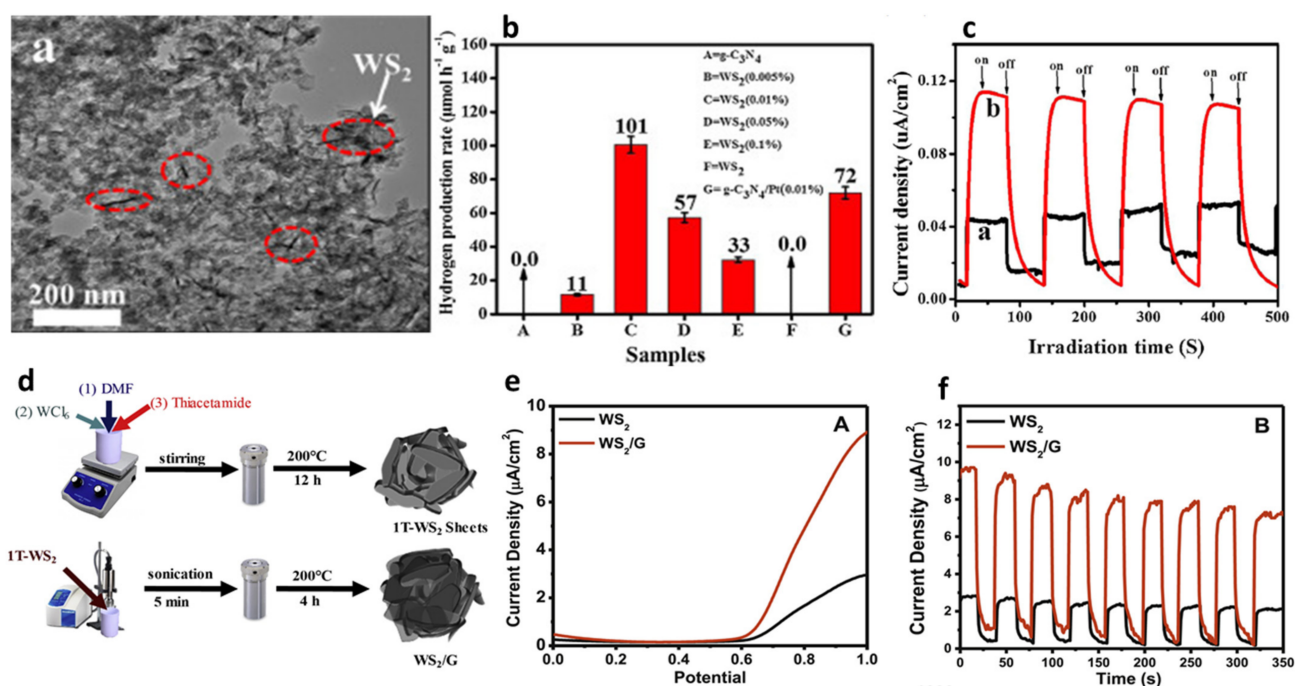 a
WS₂
200 nm
b
Hydrogen production rate (μmol h⁻¹ g⁻¹)
160
140
120
100
80
60
40
20
0
A=g-C₃N₄
B=WS₂(0.005%)
C=WS₂(0.01%)
D=WS₂(0.05%)
E=WS₂(0.1%)
F=WS₂
G= g-C₃N₄/Pt(0.01%)
0.0
11
101
57
33
0.0
72
A B C D E F G
Samples
c
Current density (uA/cm²)
0.12
0.08
0.04
0.00
on off on off on off on off
b
a
0 100 200 300 400 500
Irradiation time (S)
d
(1) DMF
(2) WCl₆
(3) Thiacetamide
stirring
200°C
12 h
1T-WS₂ Sheets
1T-WS₂
sonication
5 min
200°C
4 h
WS₂/G
e
Current Density (μA/cm²)
10
8
6
4
2
0
WS₂
WS₂/G
A
0.0 0.2 0.4 0.6 0.8 1.0
Potential
f
Current Density (μA/cm²)
12
10
8
6
4
2
0
WS₂
WS₂/G
B
0 50 100 150 200 250 300 350
Time (s)